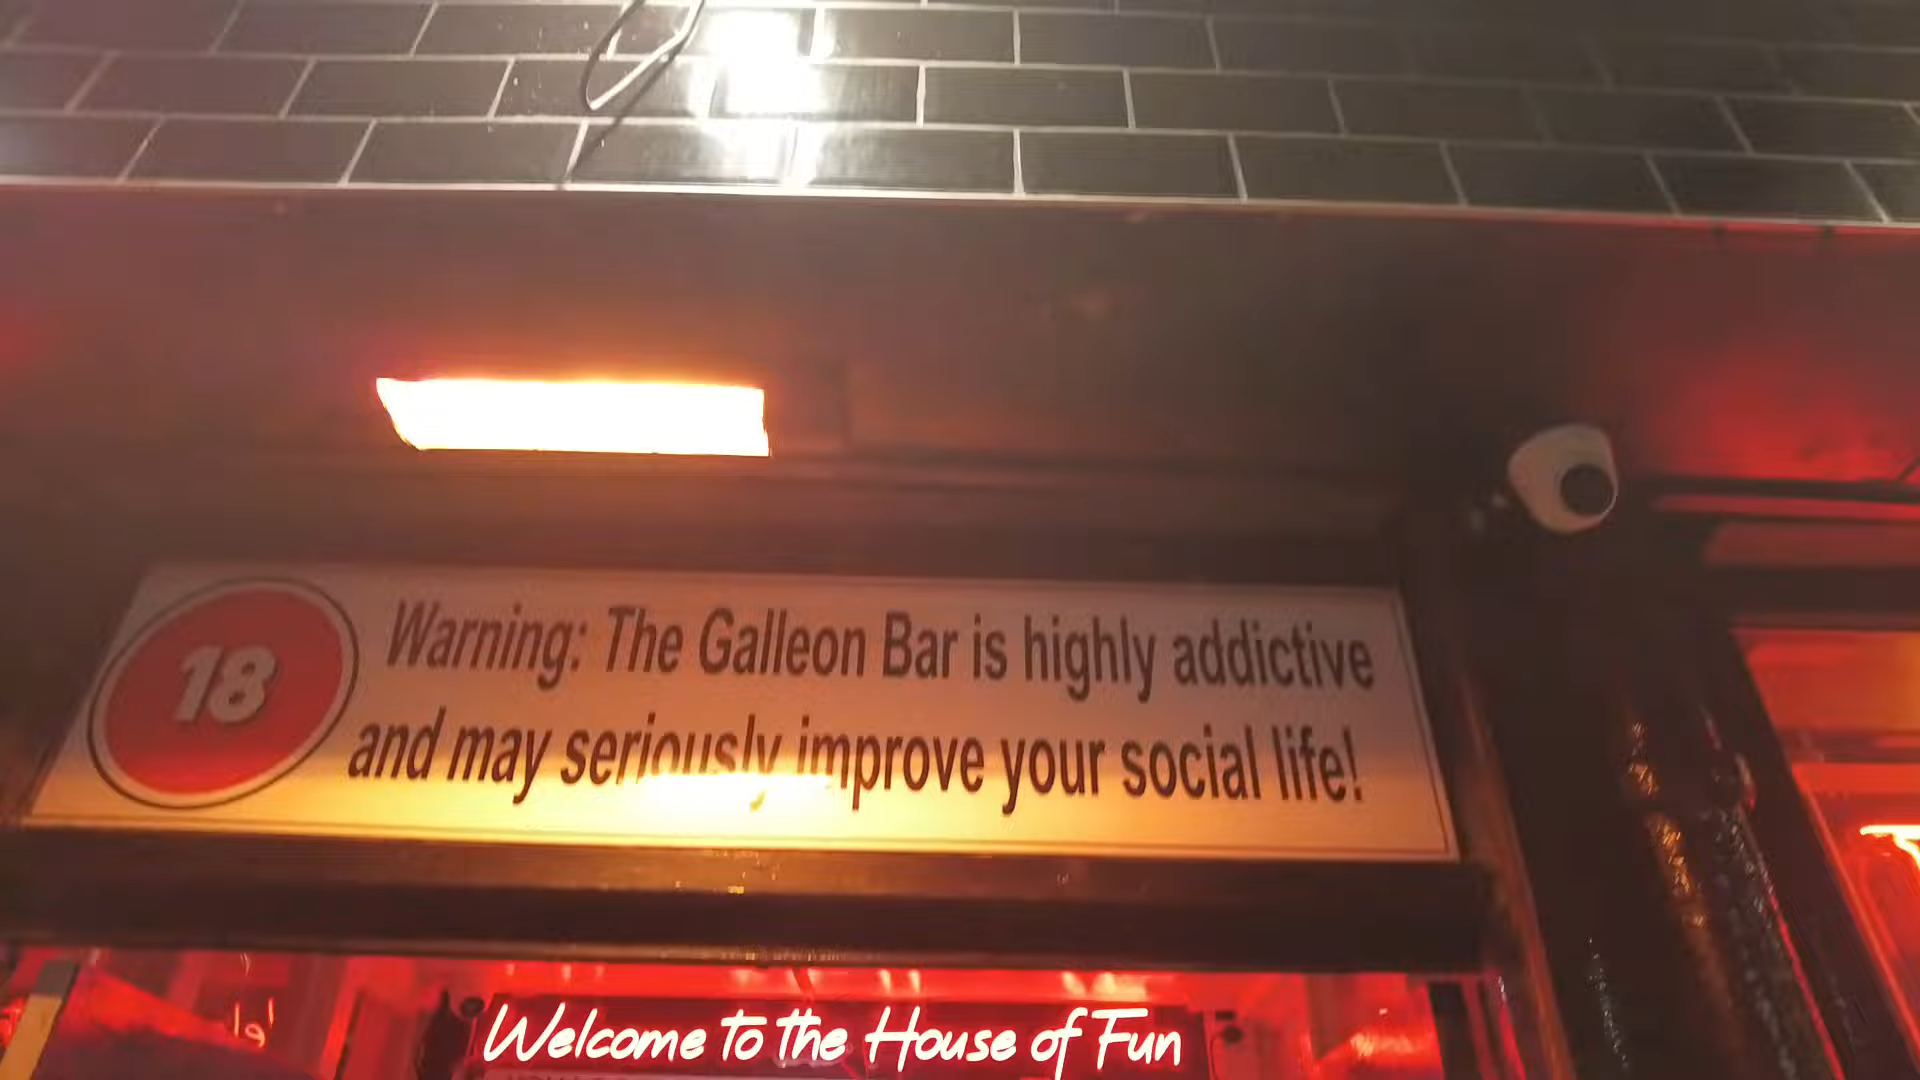 18
Warning: The Galleon Bar is highly addictive
and may seriously improve your social life!
Welcome to the House of Fun